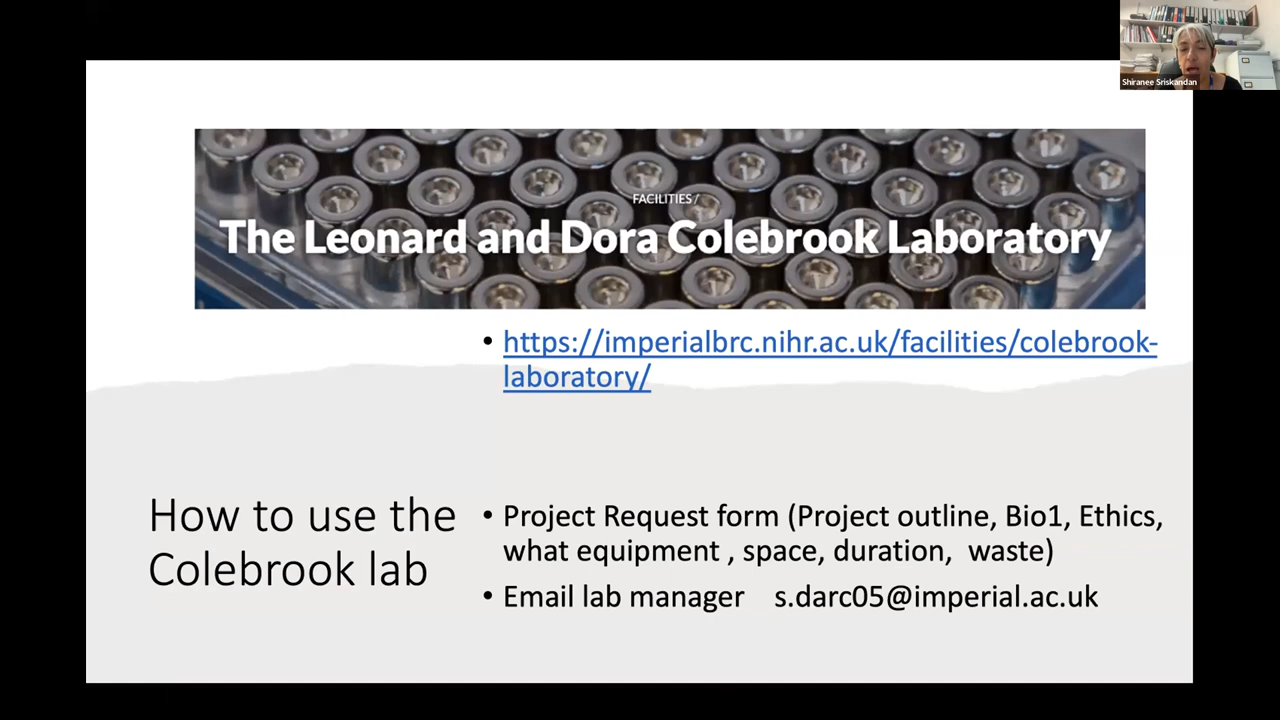 Shiranee Sriskandan
FACILITIES /
The Leonard and Dora Colebrook Laboratory
• https://imperialbrc.nihr.ac.uk/facilities/colebrook-
laboratory/
How to use the
Colebrook lab
• Project Request form (Project outline, Bio1, Ethics,
what equipment , space, duration, waste)
• Email lab manager s.darc05@imperial.ac.uk